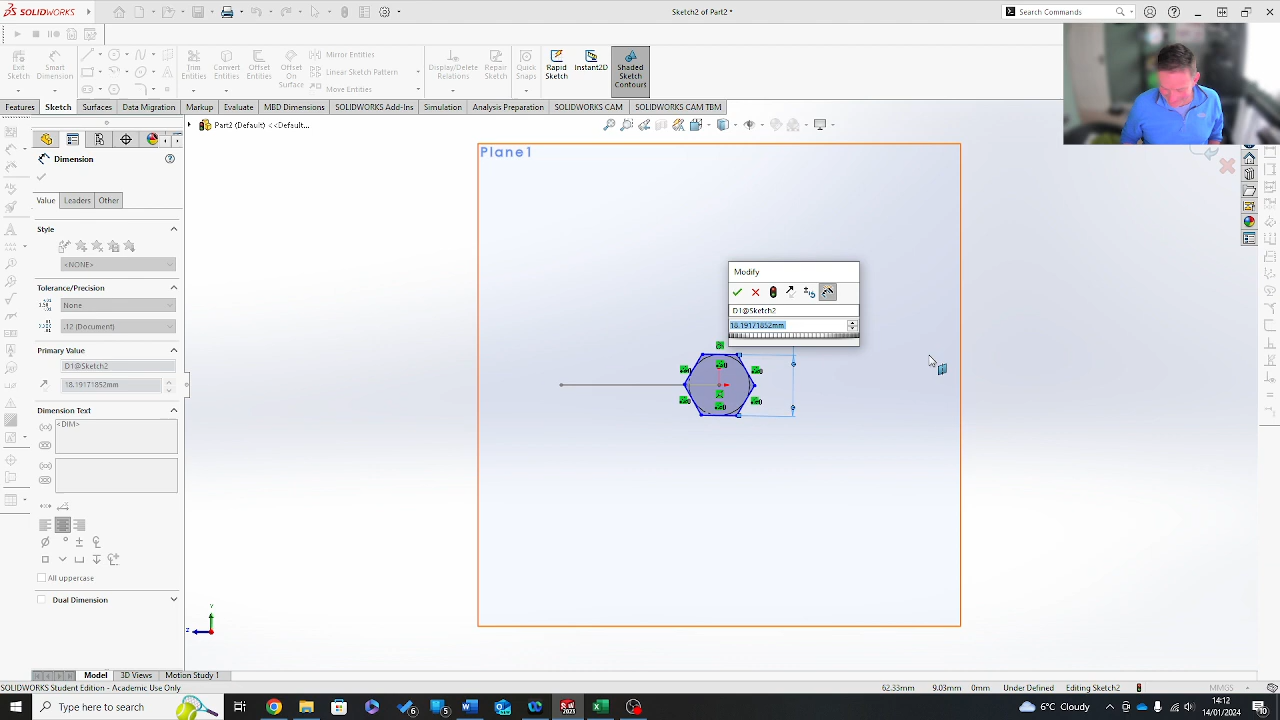 SOLIDWORKS
Sketch2 of Part2 *
Search Commands
Exit Sketch
Smart Dimension
Trim Entities
Convert Entities
Offset Entities
Offset On Surface
Mirror Entities
Linear Sketch Pattern
Move Entities
Display/Delete Relations
Repair Sketch
Quick Snaps
Rapid Sketch
Instant2D
Shaded Sketch Contours
Features
Sketch
Surfaces
Data Migration
Markup
Evaluate
MBD Dimensions
SOLIDWORKS Add-Ins
Simulation
Analysis Preparation
SOLIDWORKS CAM
SOLIDWORKS CAM TBM
Part2 (Default) <<Default...
Dimension
Value
Leaders
Other
Style
<NONE>
Tolerance/Precision
None
.12 (Document)
Primary Value
D1@Sketch2
18.19171852mm
Dimension Text
<DIM>
All uppercase
Dual Dimension
Plane1
Modify
D1@Sketch2
18.19171852mm
Y
Z
Model
3D Views
Motion Study 1
SOLIDWORKS Student Edition - Academic Use Only
62.33mm
9.03mm
0mm
Under Defined
Editing Sketch2
MMGS
Type here to search
9°C Cloudy
14:12
14/01/2024